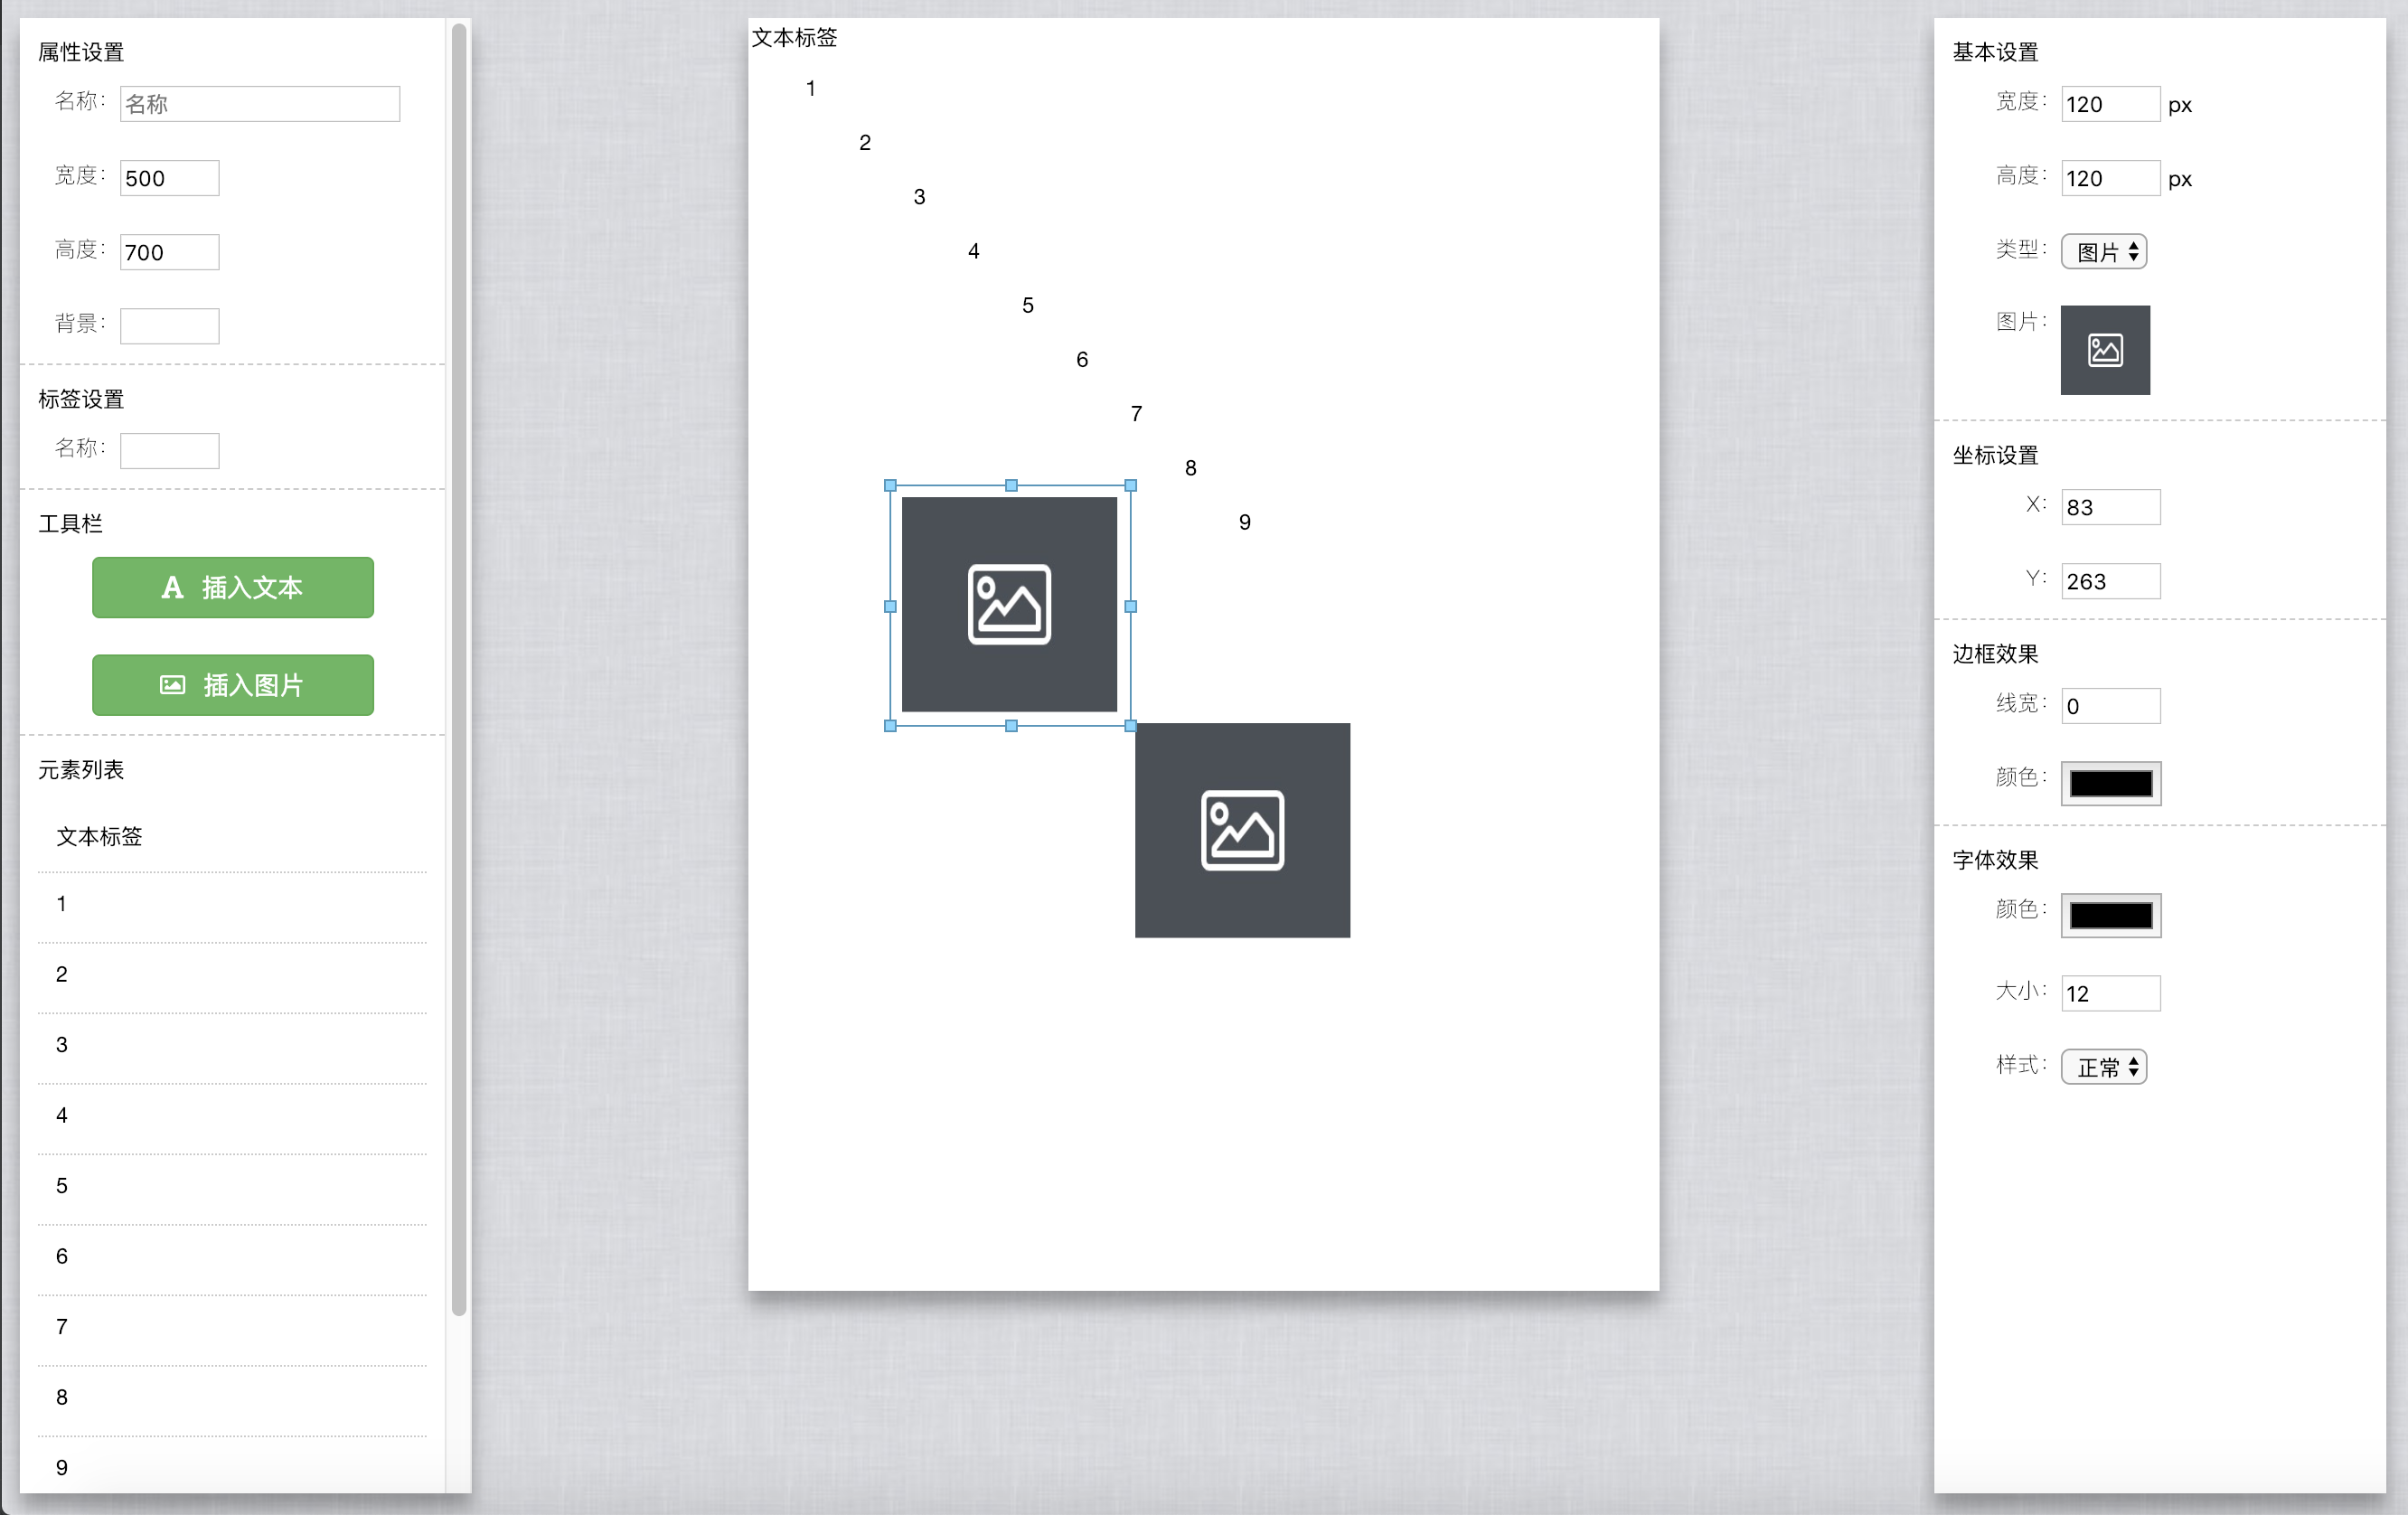 属性设置
名称:
名称
宽度:
500
高度:
700
背景:
标签设置
名称:
工具栏
A 插入文本
插入图片
元素列表
文本标签
1
2
3
4
5
6
7
8
9
文本标签
1
2
3
4
5
6
7
8
9
基本设置
宽度:
120 px
高度:
120 px
类型:
图片
图片:
坐标设置
X:
83
Y:
263
边框效果
线宽:
0
颜色:
字体效果
颜色:
大小:
12
样式:
正常